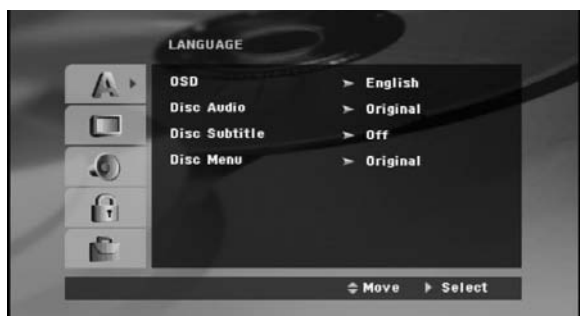 LANGUAGE
A
OSD ➢ English
Disc Audio ➢ Original
Disc Subtitle ➢ Off
Disc Menu ➢ Original
Move Select